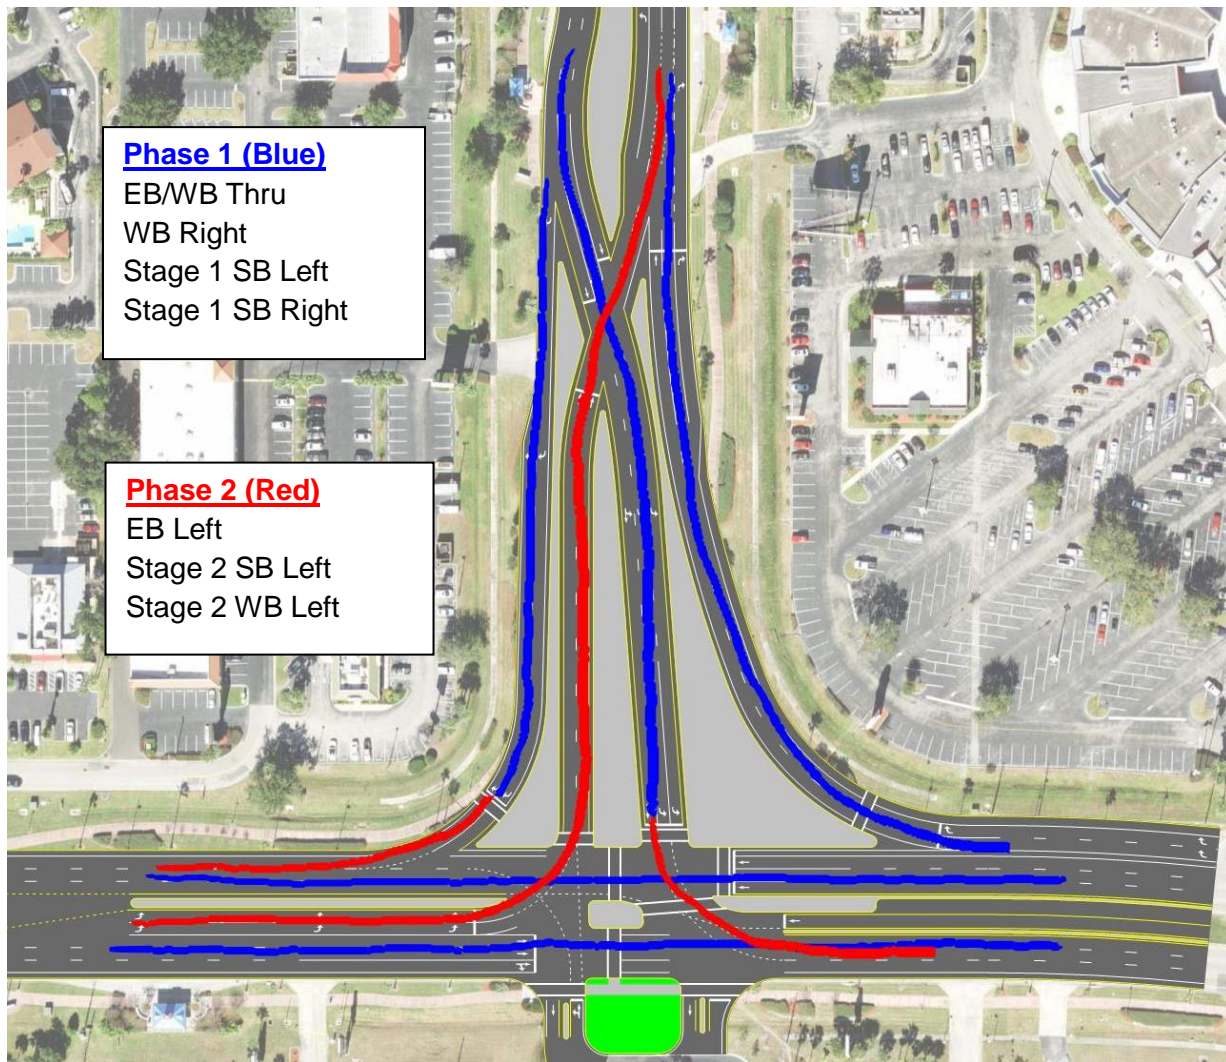 Phase 1 (Blue)
EB/WB Thru
WB Right
Stage 1 SB Left
Stage 1 SB Right
Phase 2 (Red)
EB Left
Stage 2 SB Left
Stage 2 WB Left